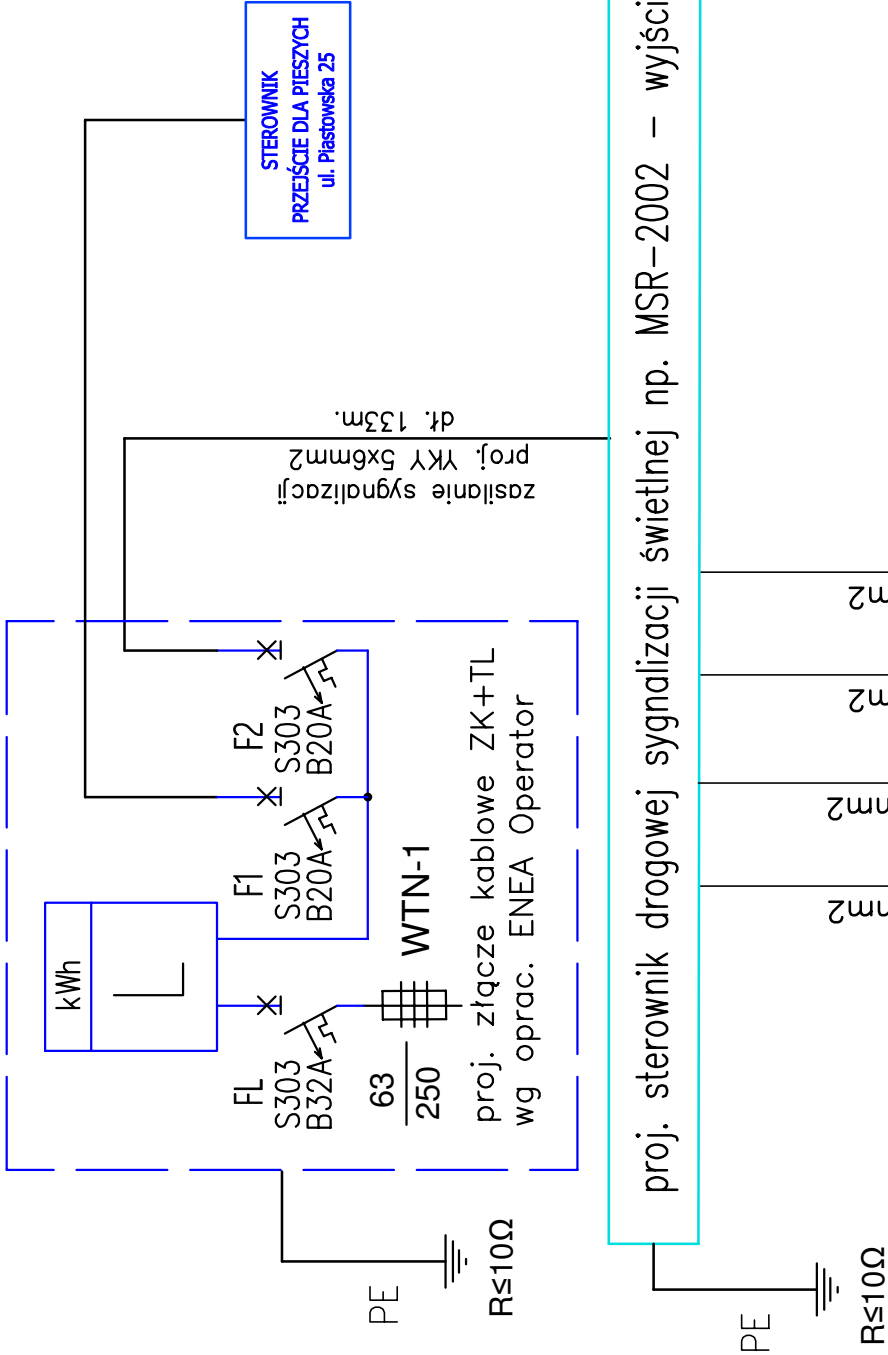 STEROWNIK
PRZEJŚCIE DLA PIESZYCH
ul. Piastowska 25
zasilanie sygnalizacji
proj. YKY 5x6mm2
dł. 133m.
kWh
L
FL
S303
B32A
F1
S303
B20A
F2
S303
B20A
63
250
WTN-1
proj. złącze kablowe ZK+TL
wg oprac. ENEA Operator
PE
R≤10Ω
proj. sterownik drogowej sygnalizacji świetlnej np. MSR-2002 - wyjści
PE
R≤10Ω